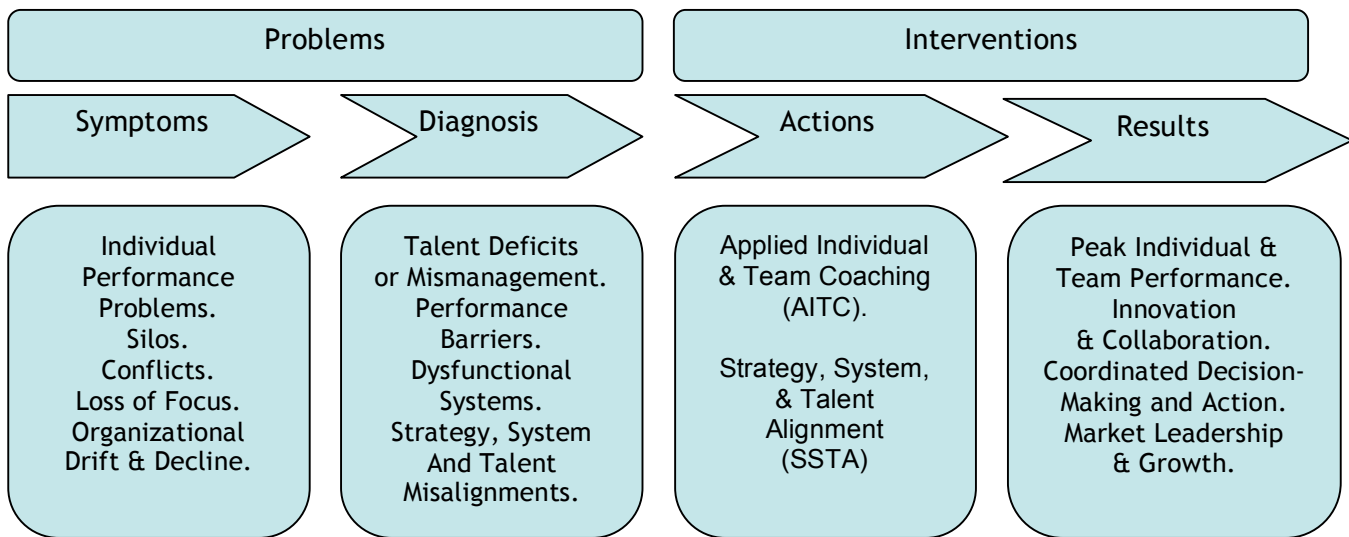 Problems
Interventions
Symptoms
Diagnosis
Actions
Results
Individual
Performance
Problems.
Silos.
Conflicts.
Loss of Focus.
Organizational
Drift & Decline.
Talent Deficits
or Mismanagement.
Performance
Barriers.
Dysfunctional
Systems.
Strategy, System
And Talent
Misalignments.
Applied Individual
& Team Coaching
(AITC).
Strategy, System,
& Talent
Alignment
(SSTA)
Peak Individual &
Team Performance.
Innovation
& Collaboration.
Coordinated Decision-
Making and Action.
Market Leadership
& Growth.